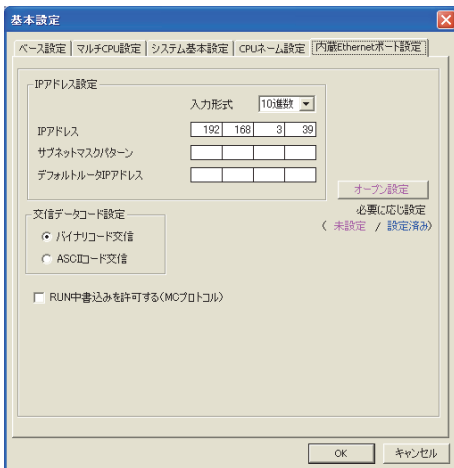 基本設定
ベース設定 マルチCPU設定 システム基本設定 CPUネーム設定 内蔵Ethernetポート設定
IPアドレス設定
入力形式 10進数
IPアドレス 192 168 3 39
サブネットマスクパターン
デフォルトルータIPアドレス
オープン設定
必要に応じ設定
( 未設定 / 設定済み)
交信データコード設定
バイナリコード交信
ASCIIコード交信
RUN中書込みを許可する(MCプロトコル)
OK キャンセル